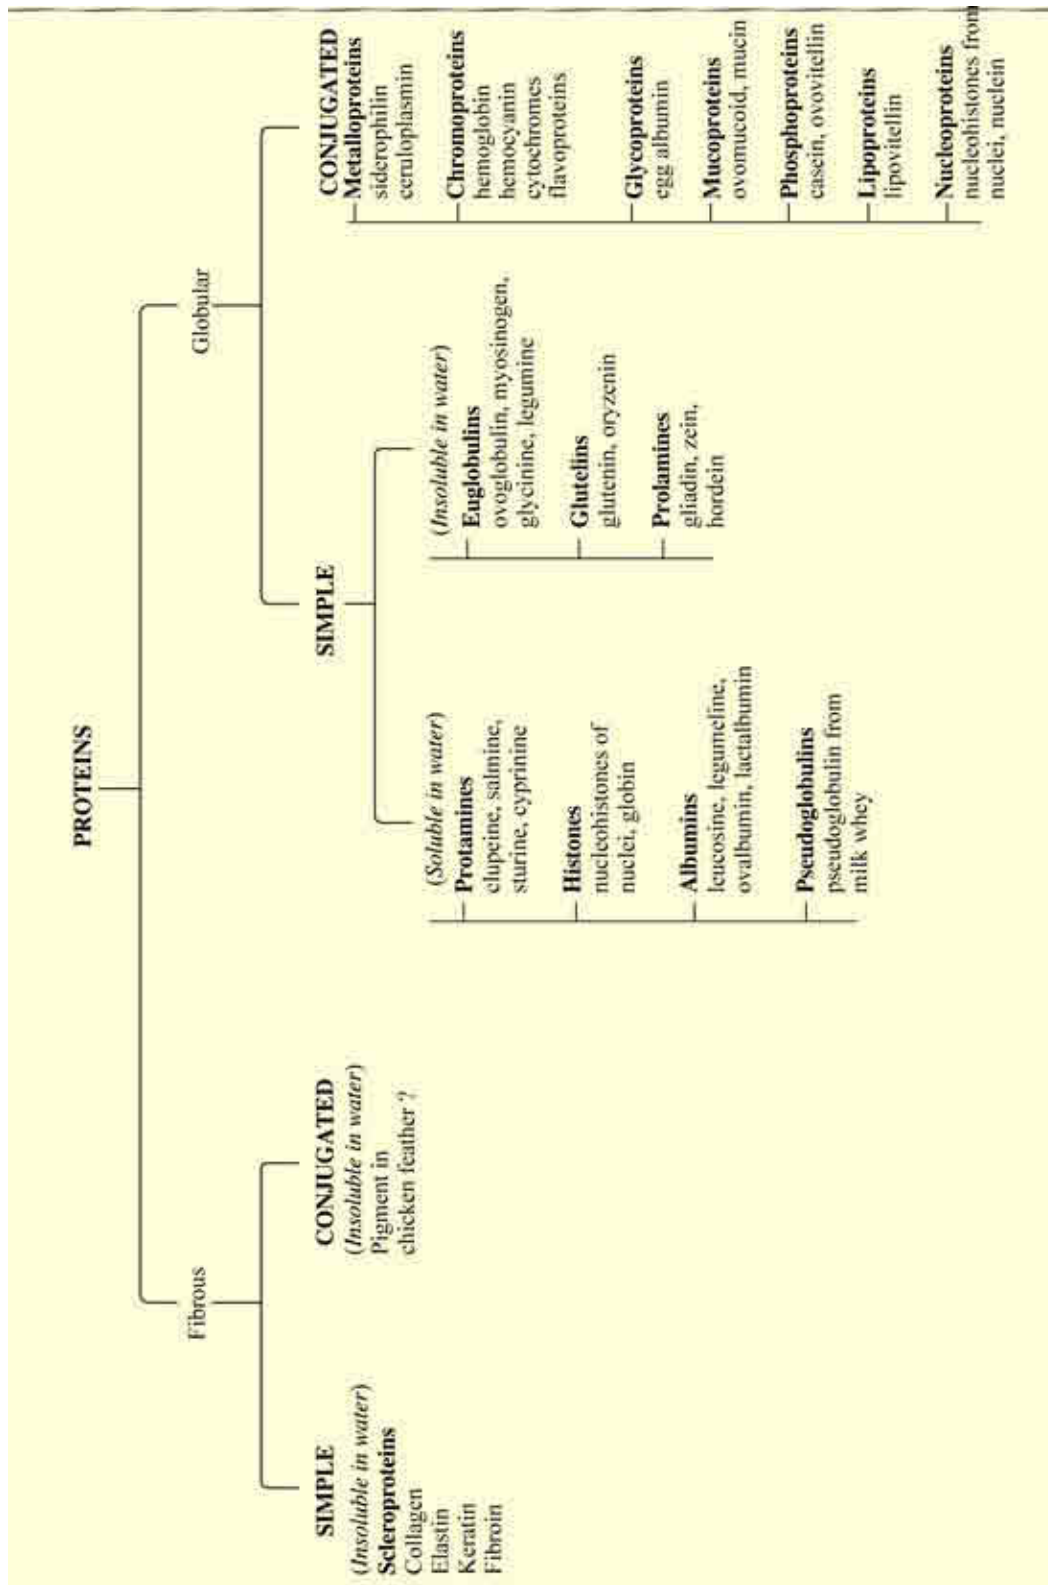 PROTEINS
Fibrous
SIMPLE
(Insoluble in water)
Scleroproteins
Collagen
Elastin
Keratin
Fibroin
CONJUGATED
(Insoluble in water)
Pigment in
chicken feather ?
Globular
SIMPLE
(Soluble in water)
Protamines
clupeine, salmine,
sturine, cyprinine
Histones
nucleohistones of
nuclei, globin
Albumins
leucosine, legumeline,
ovalbumin, lactalbumin
Pseudoglobulins
pseudoglobulin from
milk whey
(Insoluble in water)
Euglobulins
ovoglobulin, myosinogen,
glycinine, legumine
Glutelins
glutenin, oryzenin
Prolamines
gliadin, zein,
hordein
CONJUGATED
Metalloproteins
siderophilin
ceruloplasmin
Chromoproteins
hemoglobin
hemocyanin
cytochromes
flavoproteins
Glycoproteins
egg albumin
Mucoproteins
ovomucoid, mucin
Phosphoproteins
casein, ovovitellin
Lipoproteins
lipovitellin
Nucleoproteins
nucleohistones from
nuclei, nuclein